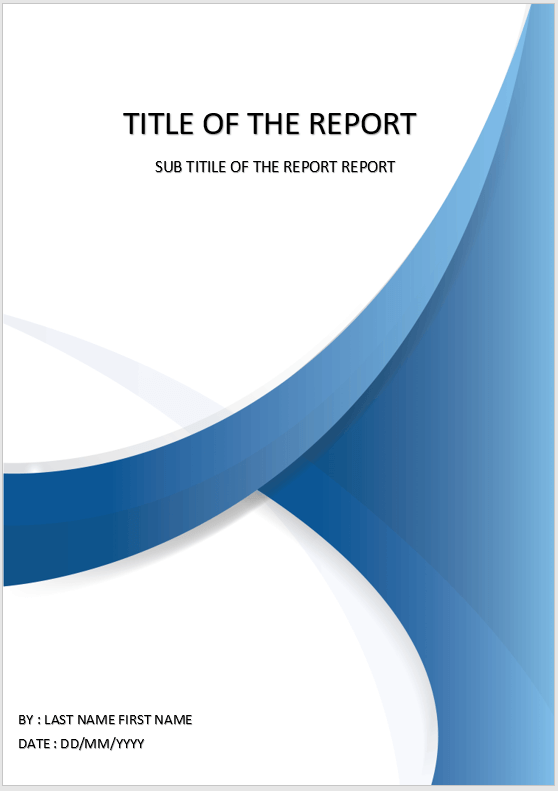 TITLE OF THE REPORT
SUB TITILE OF THE REPORT REPORT
BY : LAST NAME FIRST NAME
DATE : DD/MM/YYYY